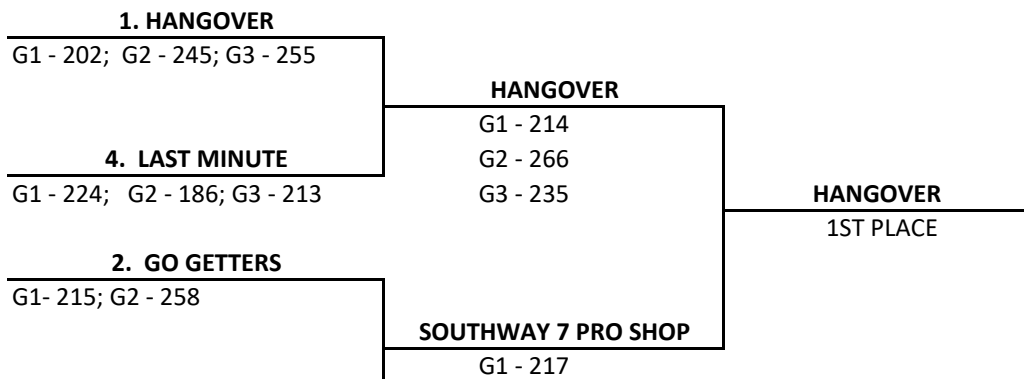 1. HANGOVER
G1 - 202; G2 - 245; G3 - 255
HANGOVER
G1 - 214
4. LAST MINUTE
G2 - 266
G1 - 224; G2 - 186; G3 - 213
G3 - 235
HANGOVER
1ST PLACE
2. GO GETTERS
G1- 215; G2 - 258
SOUTHWAY 7 PRO SHOP
G1 - 217